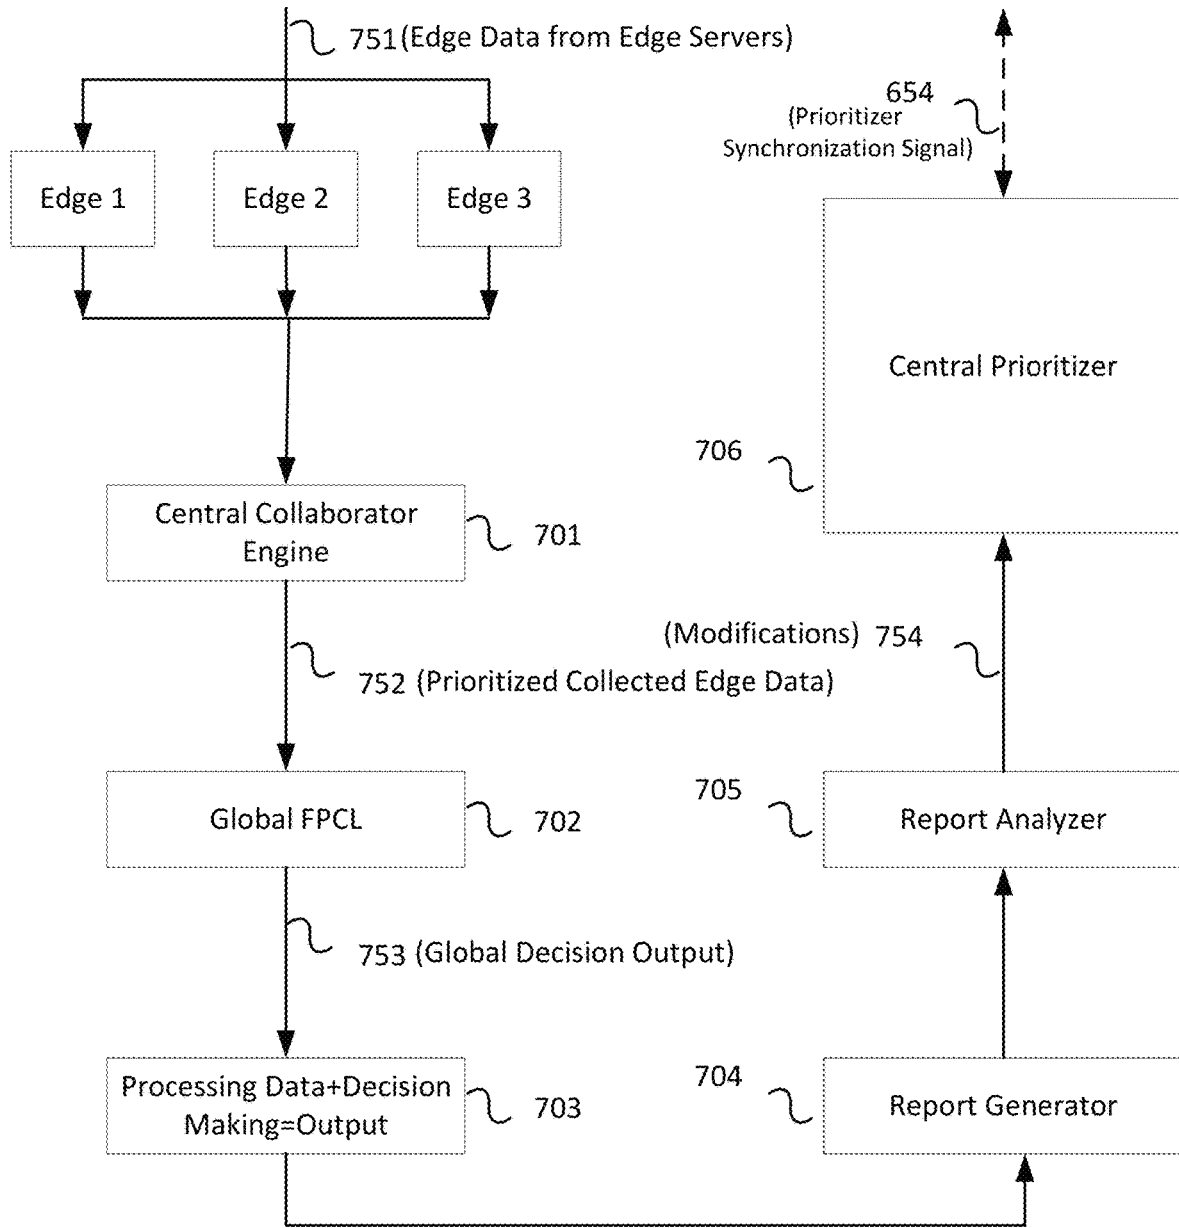 751 (Edge Data from Edge Servers)
654
(Prioritizer
Synchronization Signal)
Edge 1
Edge 2
Edge 3
Central Prioritizer
706
Central Collaborator
Engine
701
(Modifications) 754
752 (Prioritized Collected Edge Data)
705
Global FPCL
702
Report Analyzer
753 (Global Decision Output)
704
Processing Data+Decision
Making=Output
703
Report Generator